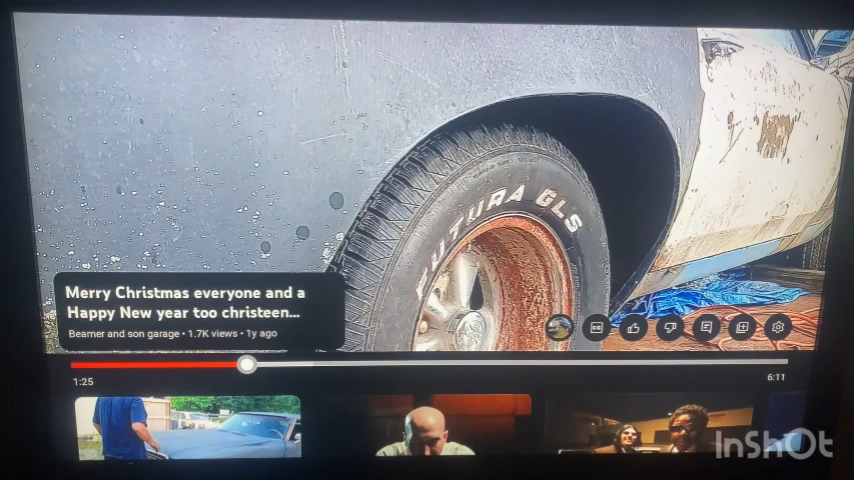 FUTURA GLS
Merry Christmas everyone and a
Happy New year too christeen...
Beamer and son garage • 1.7K views • 1y ago
1:25
6:11
InShOt